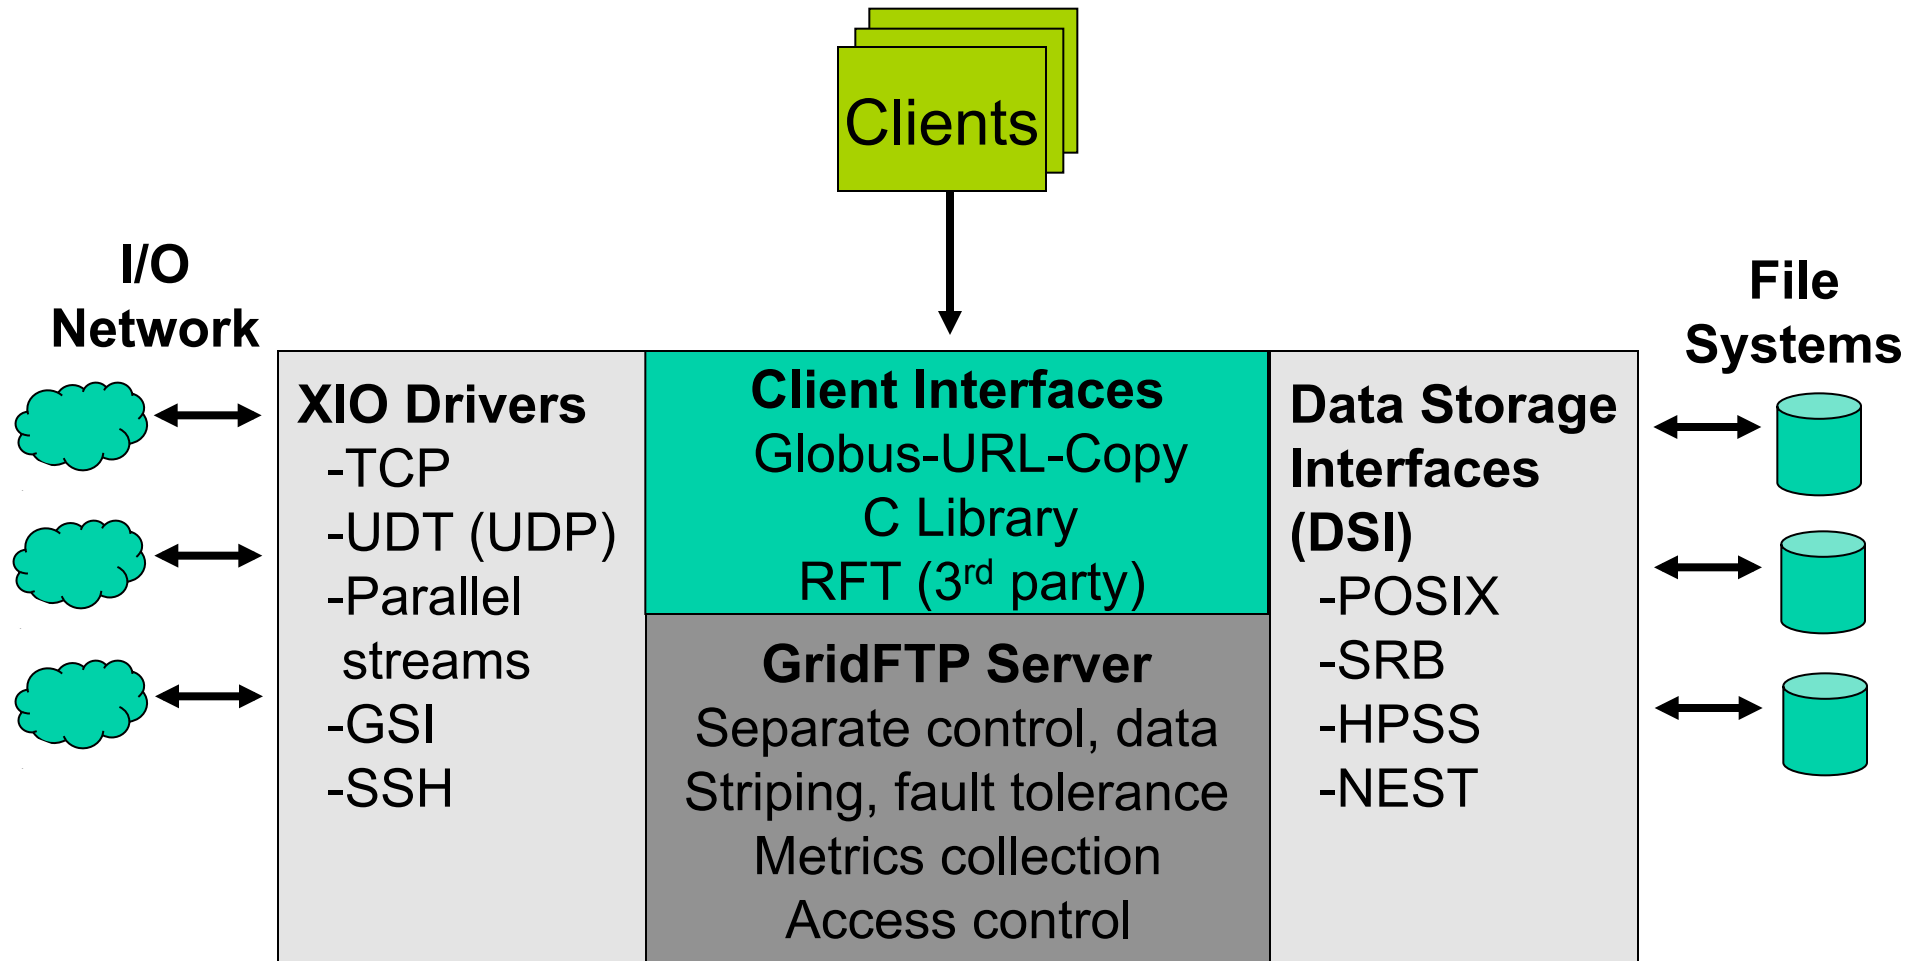 Clients
I/O
Network
File
Systems
XIO Drivers
-TCP
-UDT (UDP)
-Parallel
streams
-GSI
-SSH
Client Interfaces
Globus-URL-Copy
C Library
RFT (3rd party)
GridFTP Server
Separate control, data
Striping, fault tolerance
Metrics collection
Access control
Data Storage
Interfaces
(DSI)
-POSIX
-SRB
-HPSS
-NEST